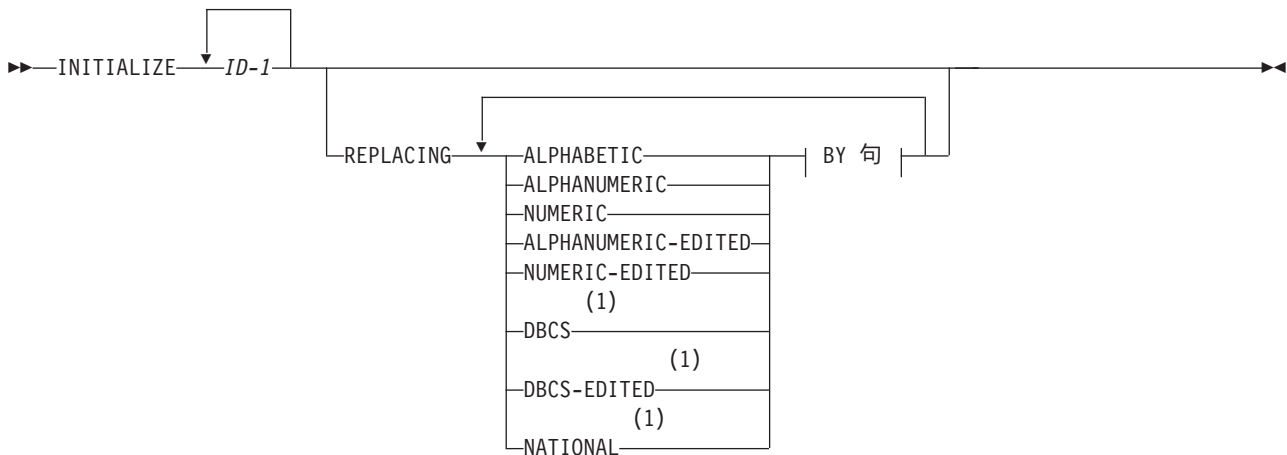 INITIALIZE ID-1
REPLACING ALPHABETIC BY 句
ALPHANUMERIC
NUMERIC
ALPHANUMERIC-EDITED
NUMERIC-EDITED
(1)
DBCS
(1)
DBCS-EDITED
(1)
NATIONAL